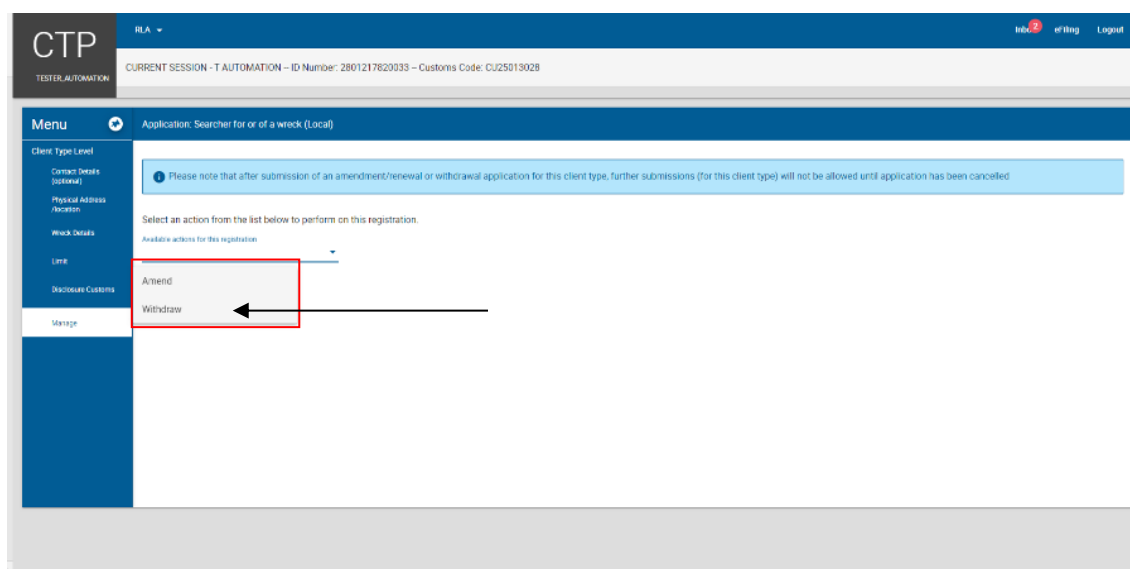 CTP
TESTER, AUTOMATION
RLA
Inbox 2
eFiling
Logout
CURRENT SESSION - T AUTOMATION – ID Number: 2801217820033 – Customs Code: CU25013028
Menu
Application: Searcher for or of a wreck (Local)
Client Type Level
Contact Details
(optional)
Physical Address
/location
Wreck Details
Limit
Disclosure Customs
Manage
Please note that after submission of an amendment/renewal or withdrawal application for this client type, further submissions (for this client type) will not be allowed until application has been cancelled
Select an action from the list below to perform on this registration.
Available actions for this registration
Amend
Withdraw